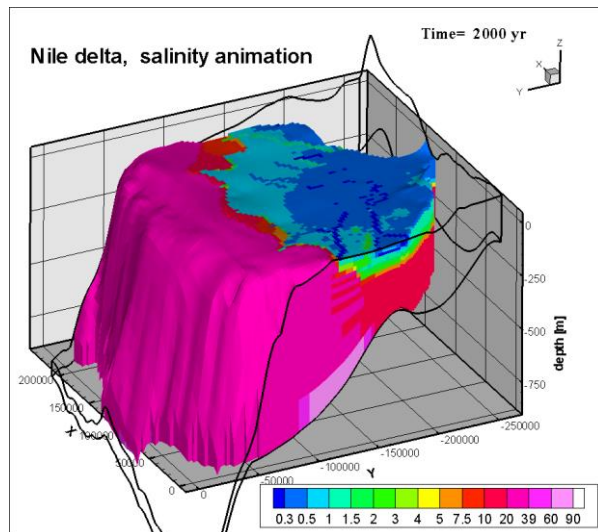 Time= 2000 yr
Nile delta, salinity animation
Z
X
Y
0
-250
-500
-750
depth [m]
200000
150000
100000
50000
0
X
0
-50000
-100000
-150000
-200000
-250000
Y
0.3 0.5 1 1.5 2 3 4 5 7.5 10 20 39 60 90